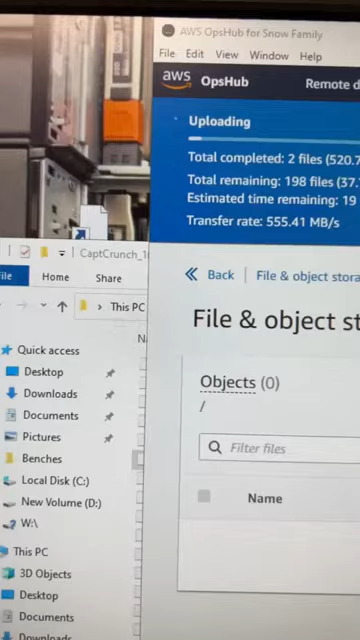 AWS OpsHub for Snow Family
File Edit View Window Help
aws OpsHub Remote d
Uploading
Total completed: 2 files (520.7
Total remaining: 198 files (37.
Estimated time remaining: 19
Transfer rate: 555.41 MB/s
Back File & object stora
File & object st
Objects (0)
/
Filter files
Name
CaptCrunch_1
File Home Share
This PC
Quick access
Desktop
Downloads
Documents
Pictures
Benches
Local Disk (C:)
New Volume (D:)
W:\
This PC
3D Objects
Desktop
Documents
Downloads